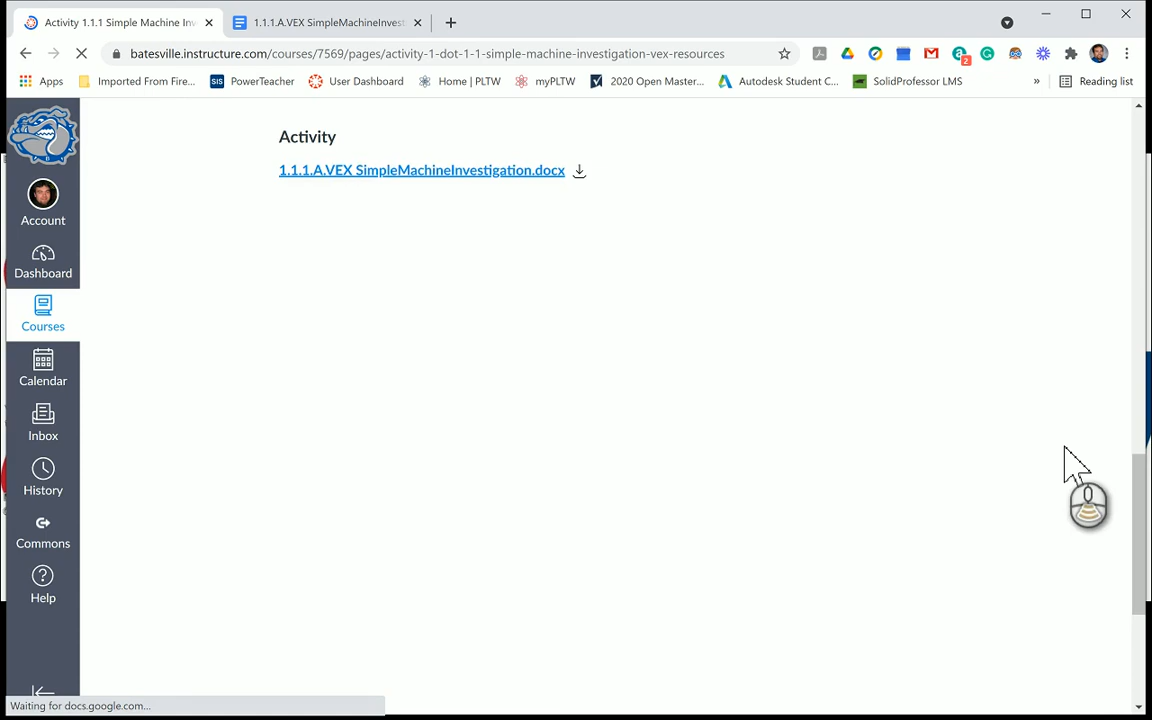 Activity 1.1.1 Simple Machine In
1.1.1.A.VEX SimpleMachineInvest
batesville.instructure.com/courses/7569/pages/activity-1-dot-1-1-simple-machine-investigation-vex-resources
2
Apps
Imported From Fire...
SIS
PowerTeacher
User Dashboard
Home | PLTW
myPLTW
2020 Open Master...
Autodesk Student C...
SolidProfessor LMS
»
Reading list
Activity
1.1.1.A.VEX SimpleMachineInvestigation.docx
Account
Dashboard
Courses
Calendar
Inbox
History
Commons
Help
Waiting for docs.google.com...